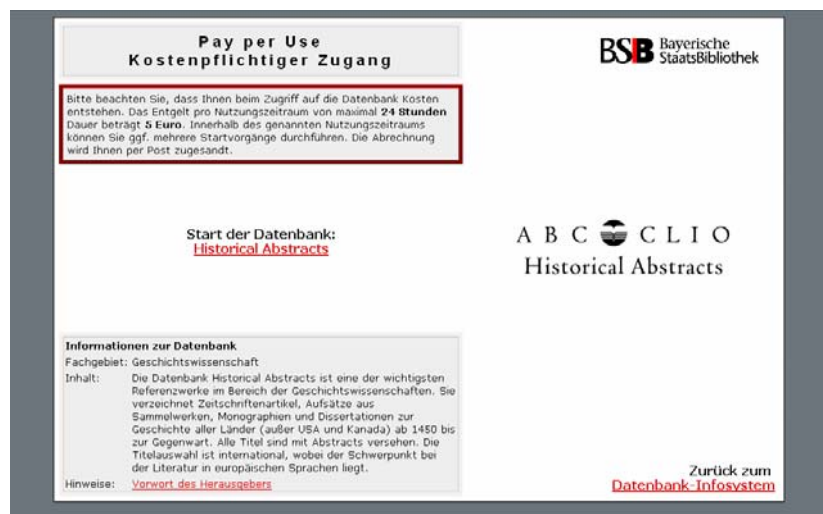 Pay per Use
Kostenpflichtiger Zugang
BSB Bayerische
StaatsBibliothek
Bitte beachten Sie, dass Ihnen beim Zugriff auf die Datenbank Kosten
entstehen. Das Entgelt pro Nutzungszeitraum von maximal 24 Stunden
Dauer beträgt 5 Euro. Innerhalb des genannten Nutzungszeitraums
können Sie ggf. mehrere Startvorgänge durchführen. Die Abrechnung
wird Ihnen per Post zugesandt.
Start der Datenbank:
Historical Abstracts
ABC CLIO
Historical Abstracts
Informationen zur Datenbank
Fachgebiet: Geschichtswissenschaft
Inhalt: Die Datenbank Historical Abstracts ist eine der wichtigsten
Referenzwerke im Bereich der Geschichtswissenschaften. Sie
verzeichnet Zeitschriftenartikel, Aufsätze aus
Sammelwerken, Monographien und Dissertationen zur
Geschichte aller Länder (außer USA und Kanada) ab 1450 bis
zur Gegenwart. Alle Titel sind mit Abstracts versehen. Die
Titelauswahl ist international, wobei der Schwerpunkt bei
der Literatur in europäischen Sprachen liegt.
Hinweise: Vorwort des Herausgebers
Zurück zum
Datenbank-Infosystem